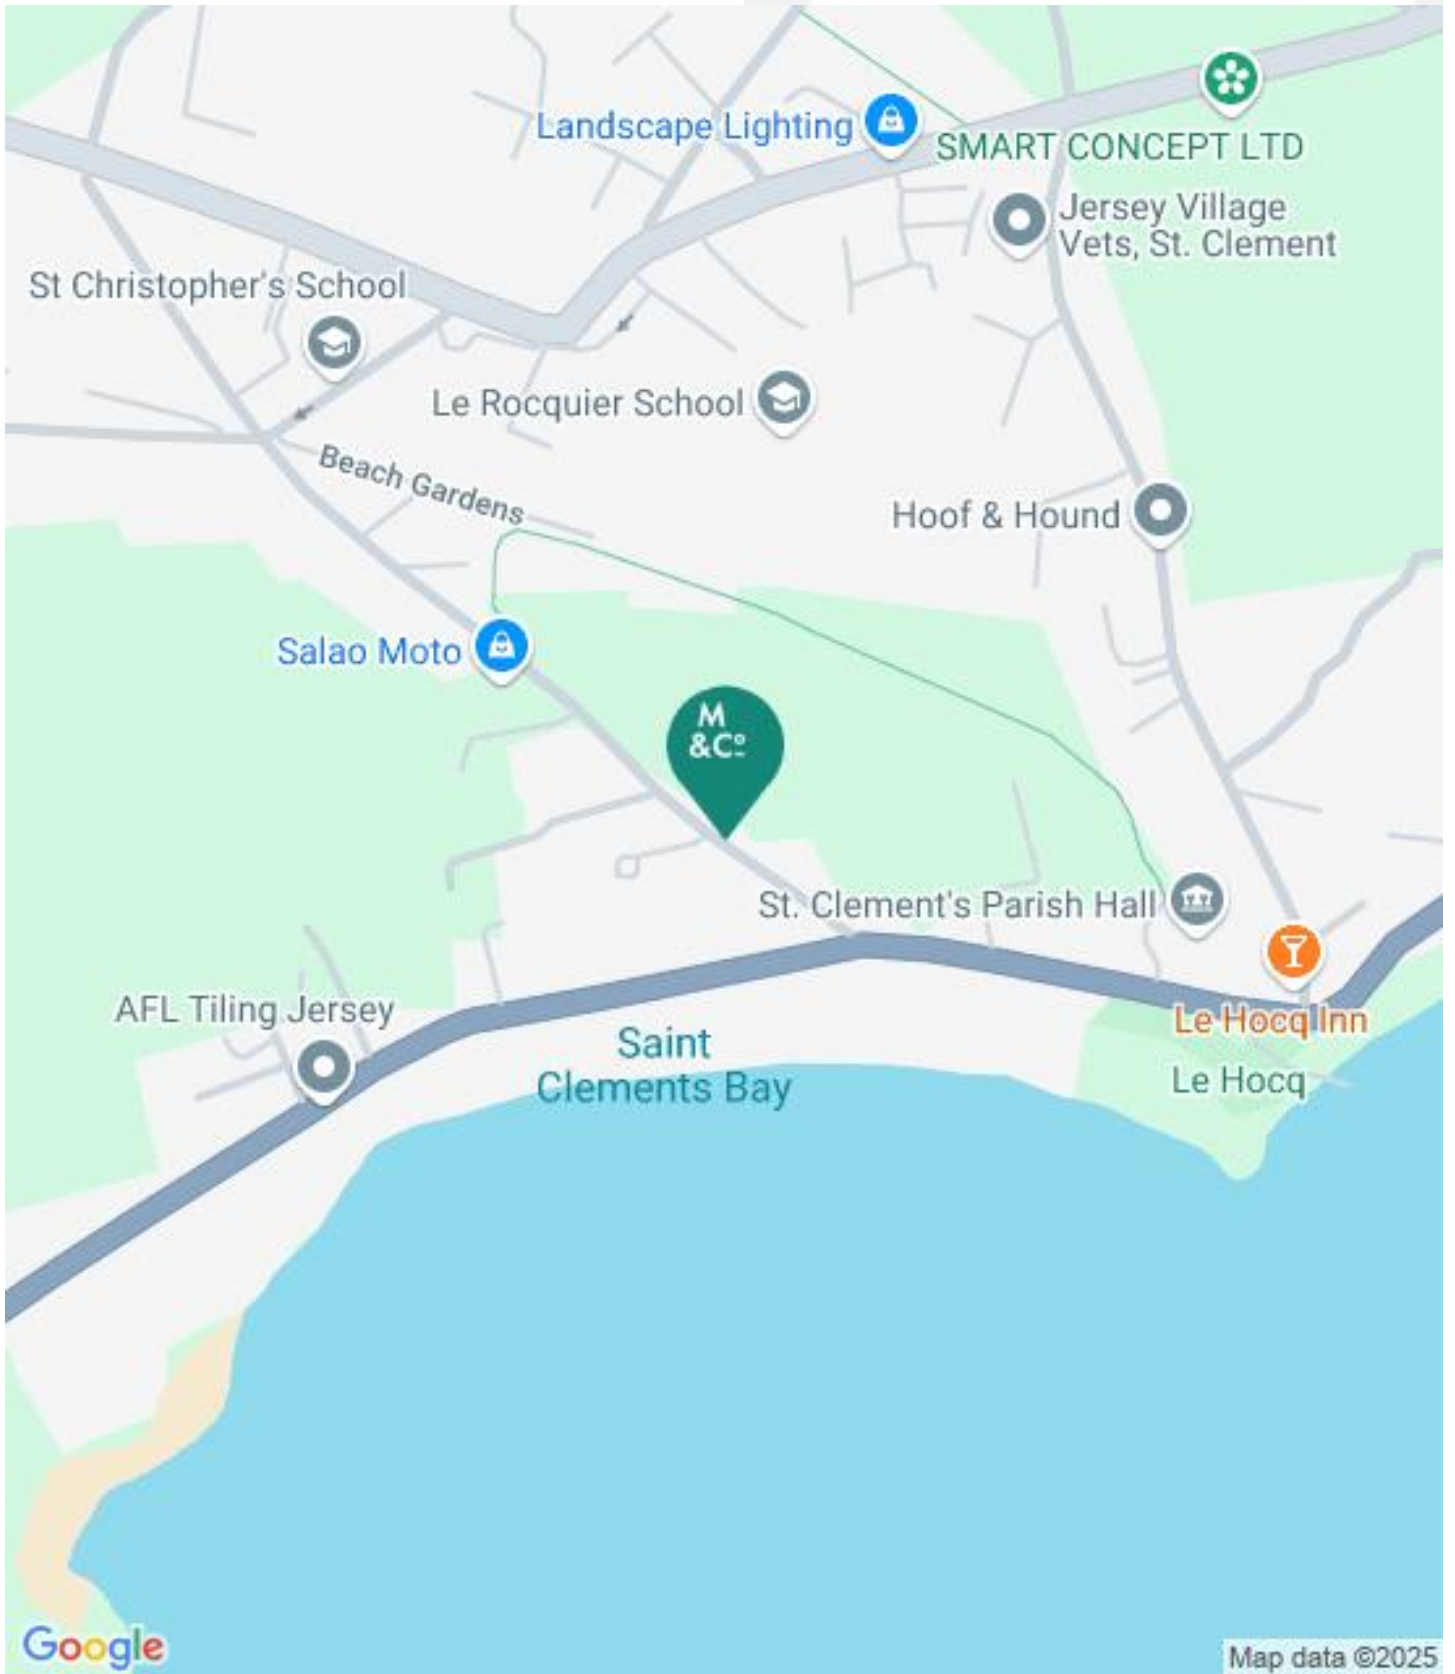 Landscape Lighting
SMART CONCEPT LTD
Jersey Village
Vets, St. Clement
St Christopher's School
Le Rocquier School
Beach Gardens
Hoof & Hound
Salao Moto
M
&Cº
St. Clement's Parish Hall
AFL Tiling Jersey
Le Hocq Inn
Saint
Clements Bay
Le Hocq
Google
Map data ©2025